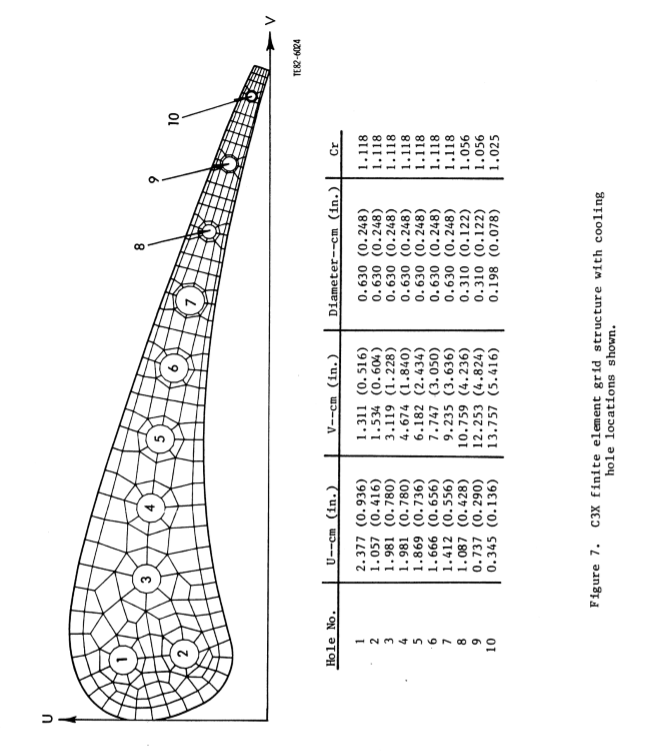 U
V
TE82-6024
1
2
3
4
5
6
7
8
9
10
Hole No. U--cm (in.) V--cm (in.) Diameter--cm (in.) Cr
1 2.377 (0.936) 1.311 (0.516) 0.630 (0.248) 1.118
2 1.057 (0.416) 1.534 (0.604) 0.630 (0.248) 1.118
3 1.981 (0.780) 3.119 (1.228) 0.630 (0.248) 1.118
4 1.981 (0.780) 4.674 (1.840) 0.630 (0.248) 1.118
5 1.869 (0.736) 6.182 (2.434) 0.630 (0.248) 1.118
6 1.666 (0.656) 7.747 (3.050) 0.630 (0.248) 1.118
7 1.412 (0.556) 9.235 (3.636) 0.630 (0.248) 1.118
8 1.087 (0.428) 10.759 (4.236) 0.310 (0.122) 1.056
9 0.737 (0.290) 12.253 (4.824) 0.310 (0.122) 1.056
10 0.345 (0.136) 13.757 (5.416) 0.198 (0.078) 1.025
Figure 7. C3X finite element grid structure with cooling
hole locations shown.